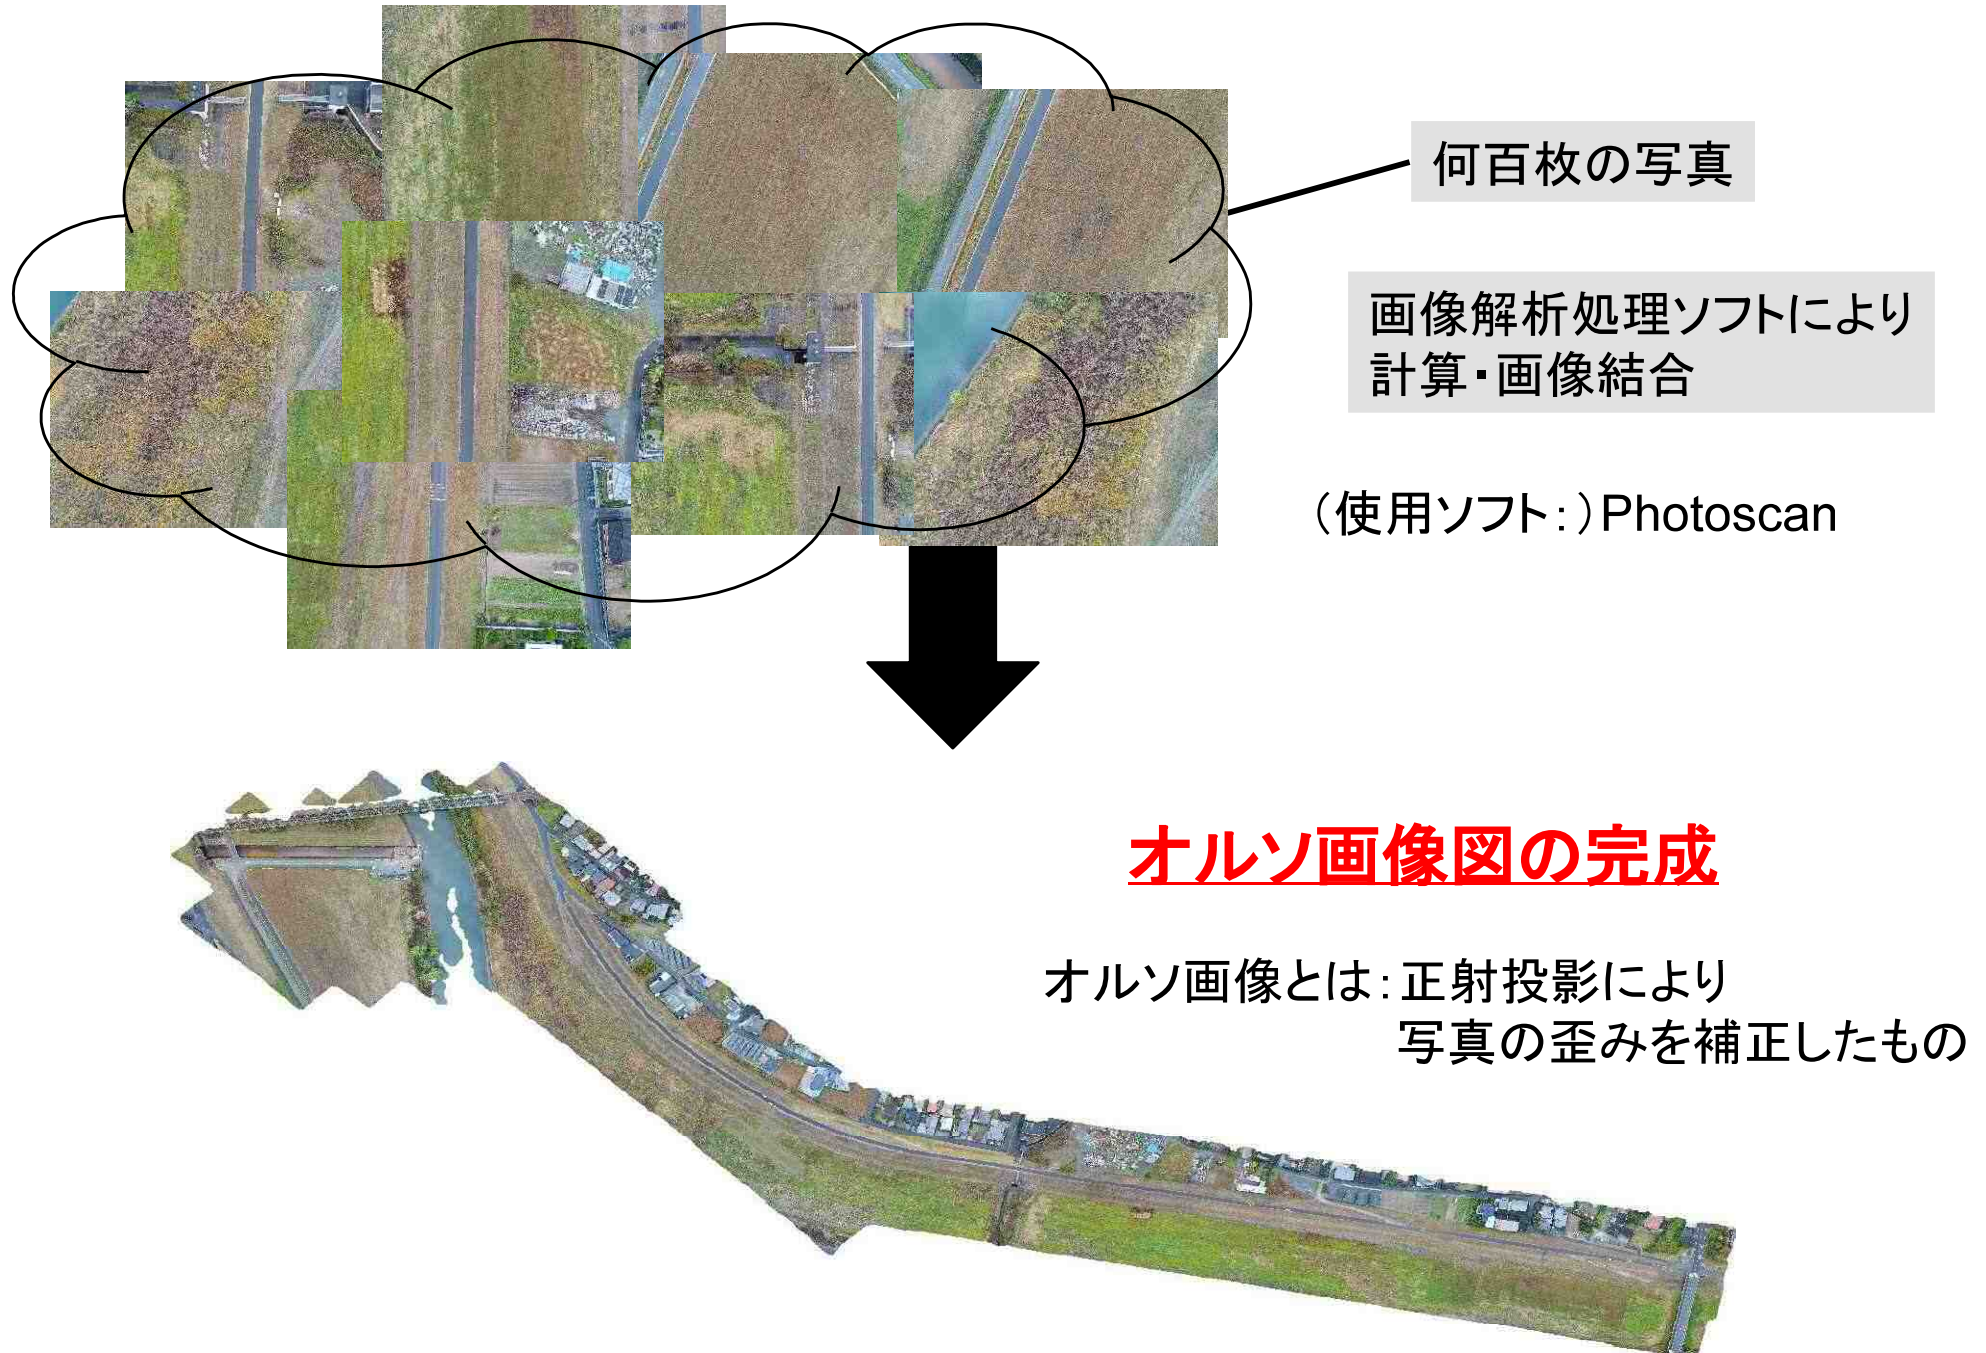 何百枚の写真
画像解析処理ソフトにより
計算・画像結合
（使用ソフト：）Photoscan
オルソ画像図の完成
オルソ画像とは：正射投影により
写真の歪みを補正したもの